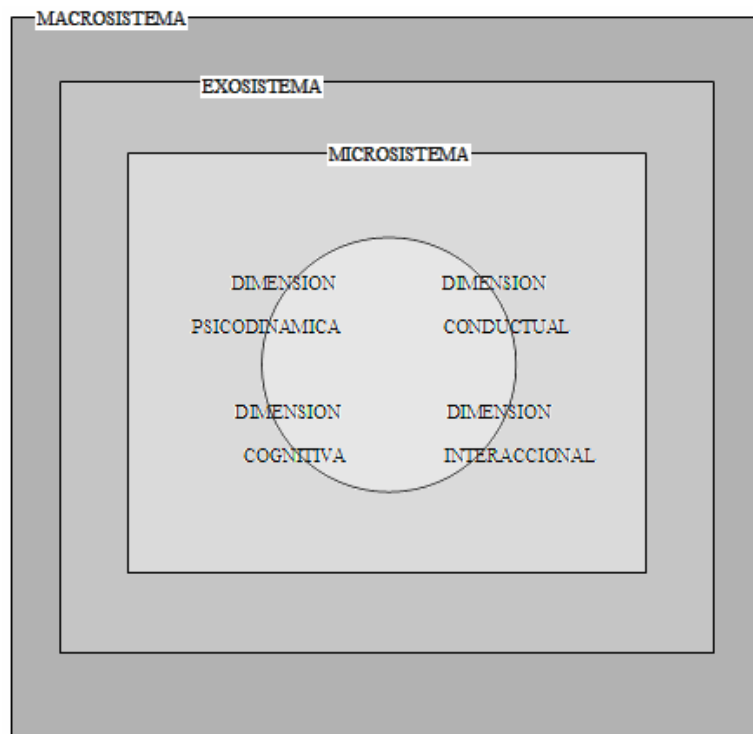 MACROSISTEMA
EXOSISTEMA
MICROSISTEMA
DIMENSION DIMENSION
PSICODINAMICA CONDUCTUAL
DIMENSION DIMENSION
COGNITIVA INTERACCIONAL